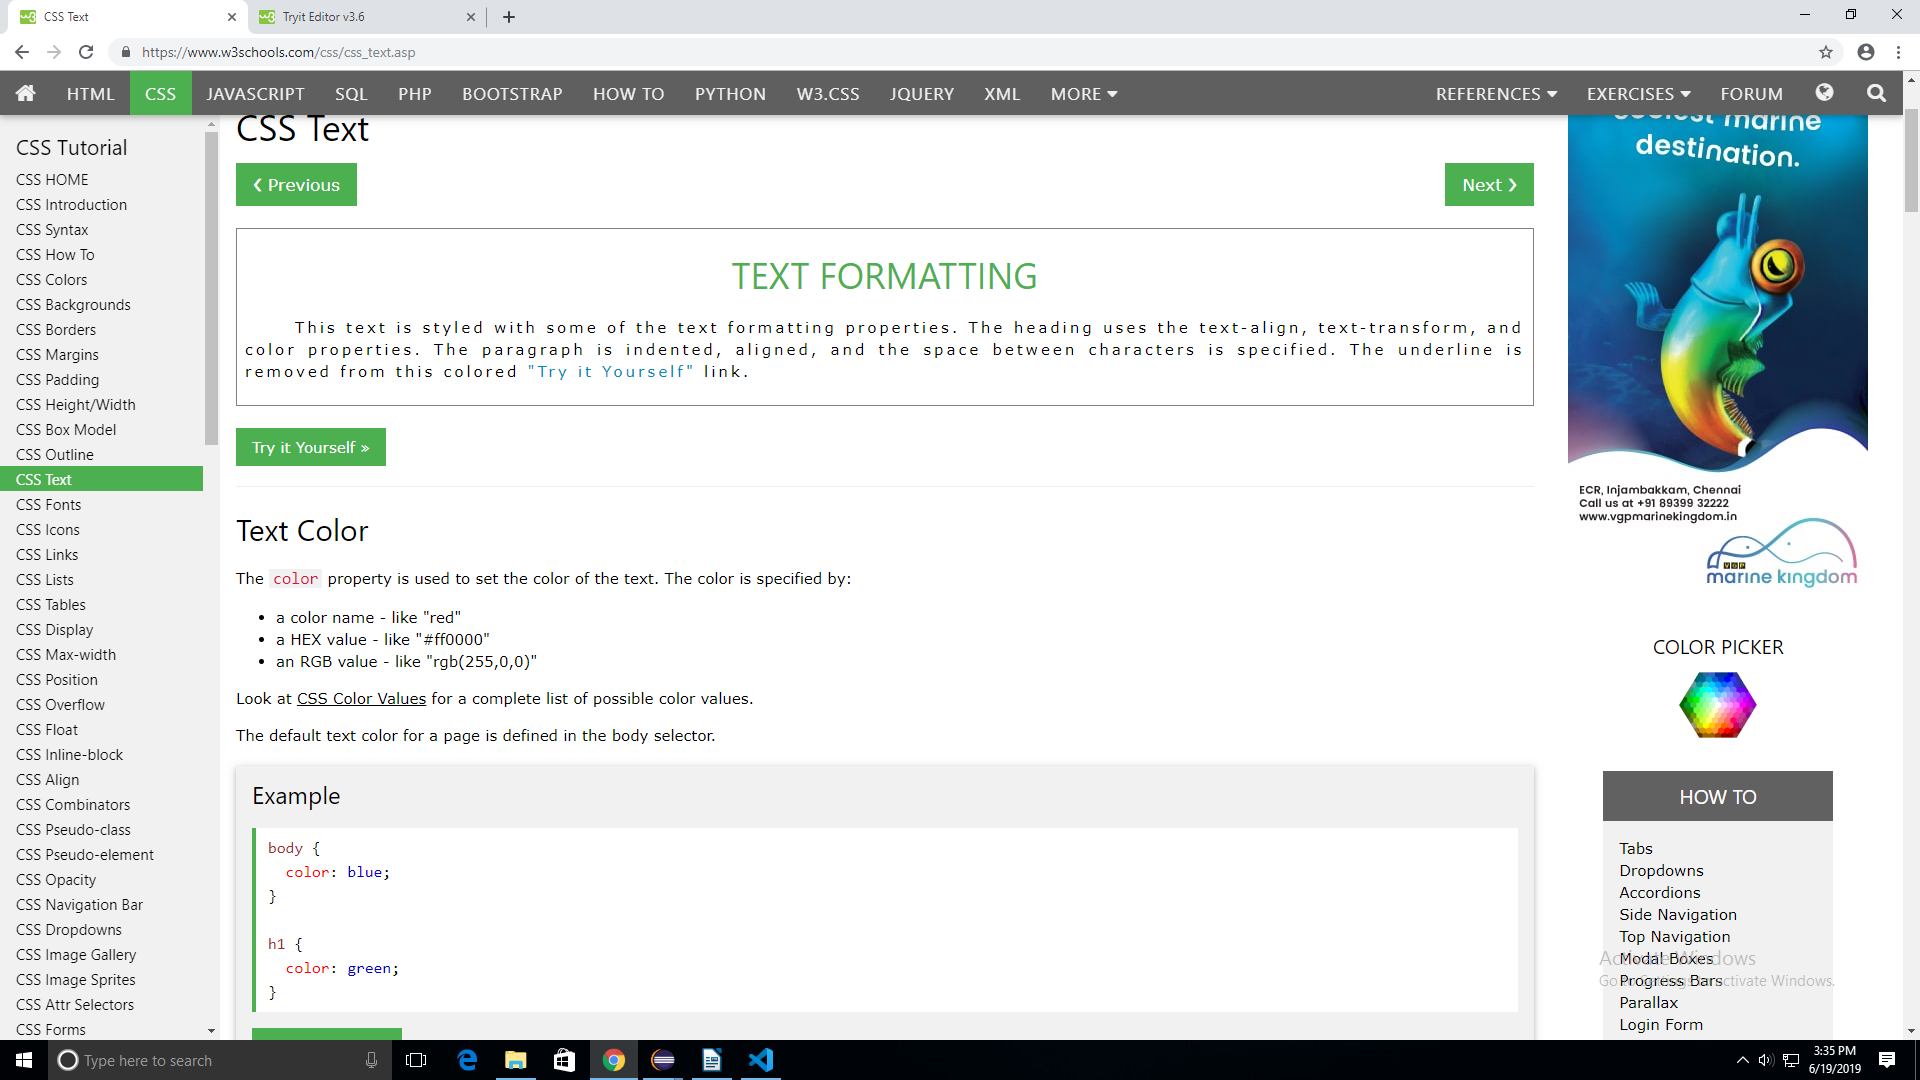 CSS Text
Tryit Editor v3.6
https://www.w3schools.com/css/css_text.asp
HTML CSS JAVASCRIPT SQL PHP BOOTSTRAP HOW TO PYTHON W3.CSS JQUERY XML MORE REFERENCES EXERCISES FORUM
CSS Tutorial
CSS HOME
CSS Introduction
CSS Syntax
CSS How To
CSS Colors
CSS Backgrounds
CSS Borders
CSS Margins
CSS Padding
CSS Height/Width
CSS Box Model
CSS Outline
CSS Text
CSS Fonts
CSS Icons
CSS Links
CSS Lists
CSS Tables
CSS Display
CSS Max-width
CSS Position
CSS Overflow
CSS Float
CSS Inline-block
CSS Align
CSS Combinators
CSS Pseudo-class
CSS Pseudo-element
CSS Opacity
CSS Navigation Bar
CSS Dropdowns
CSS Image Gallery
CSS Image Sprites
CSS Attr Selectors
CSS Forms
CSS Text
❮ Previous
Next ❯
TEXT FORMATTING
This text is styled with some of the text formatting properties. The heading uses the text-align, text-transform, and
color properties. The paragraph is indented, aligned, and the space between characters is specified. The underline is
removed from this colored "Try it Yourself" link.
Try it Yourself »
Text Color
The color property is used to set the color of the text. The color is specified by:
• a color name - like "red"
• a HEX value - like "#ff0000"
• an RGB value - like "rgb(255,0,0)"
Look at CSS Color Values for a complete list of possible color values.
The default text color for a page is defined in the body selector.
Example
body {
color: blue;
}
h1 {
color: green;
}
coolest marine
destination.
ECR, Injambakkam, Chennai
Call us at +91 89399 32222
www.vgpmarinekingdom.in
VGP
marine kingdom
COLOR PICKER
HOW TO
Tabs
Dropdowns
Accordions
Side Navigation
Top Navigation
Modal Boxes
Progress Bars
Parallax
Login Form
Activate Windows
Go to Settings to activate Windows.
Type here to search
3:35 PM
6/19/2019